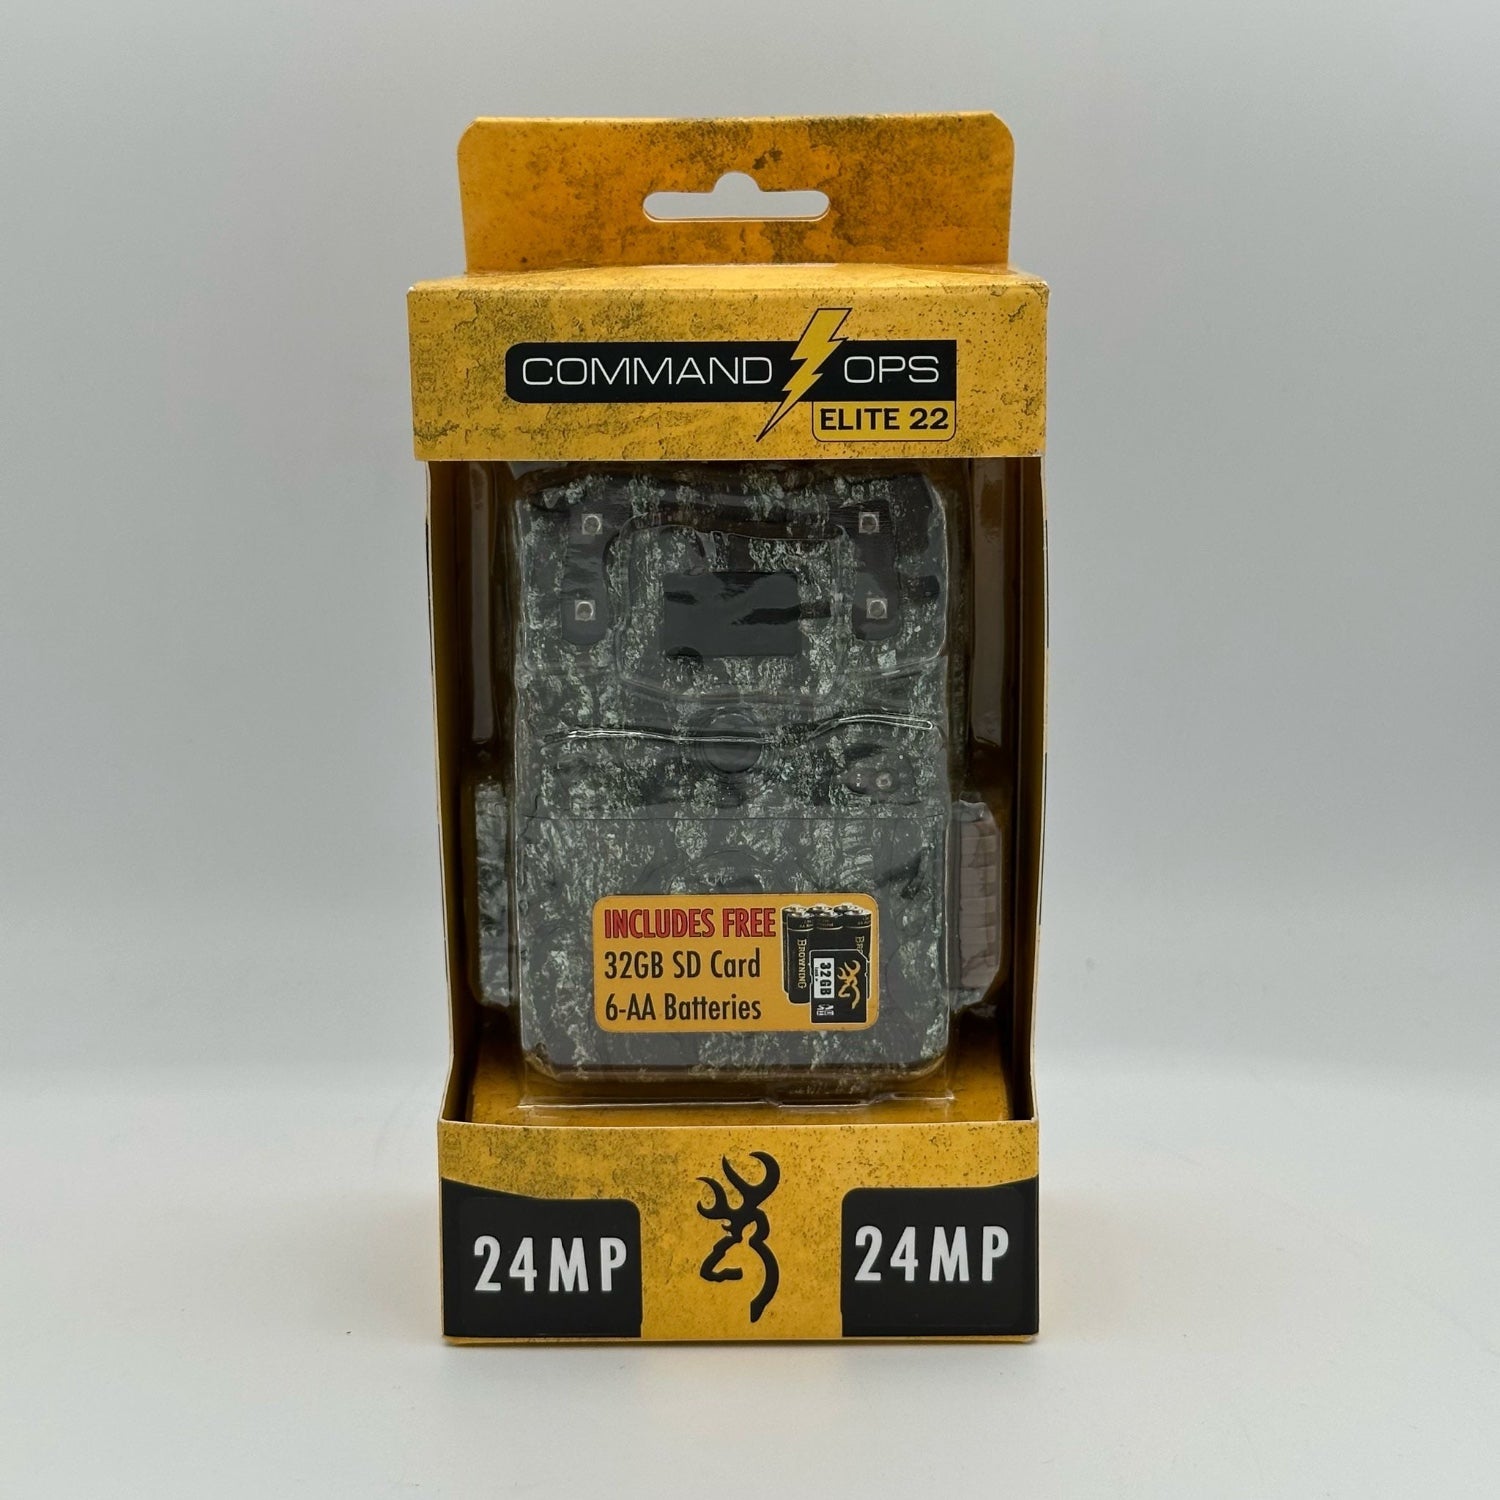 COMMAND OPS
ELITE 22
INCLUDES FREE
32GB SD Card
6-AA Batteries
BROWNING
32GB
24MP
24MP